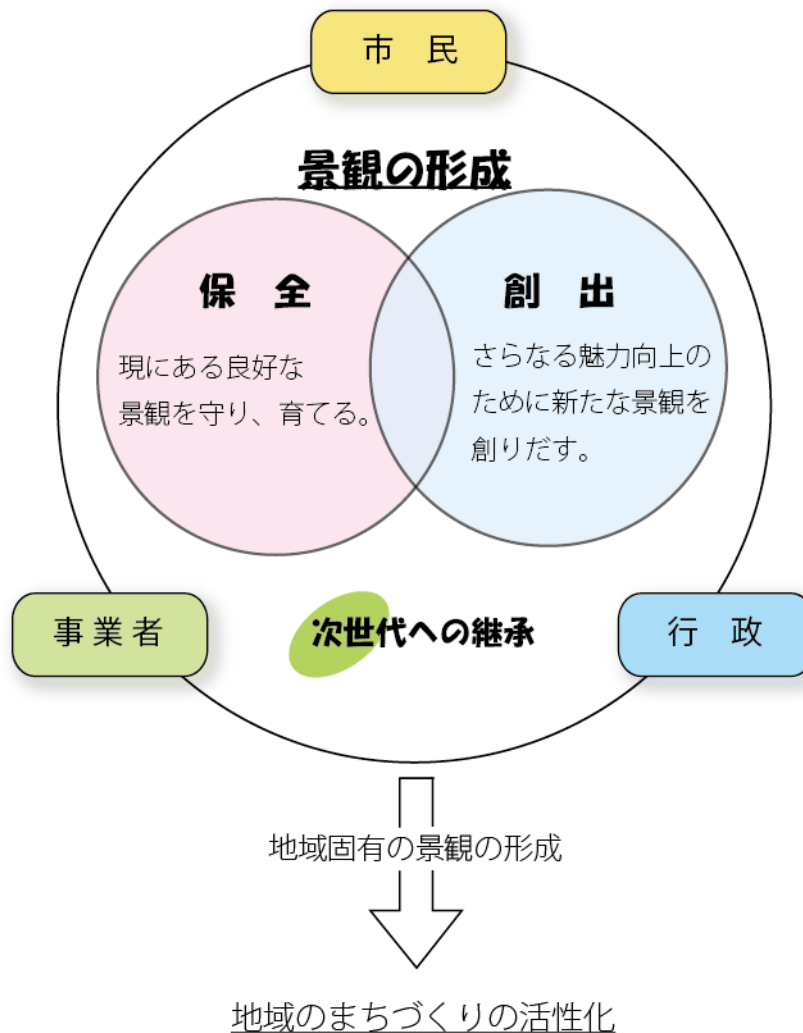 市　民
景観の形成
保　全
現にある良好な
景観を守り、育てる。
創　出
さらなる魅力向上の
ために新たな景観を
創りだす。
事業者
次世代への継承
行　政
地域固有の景観の形成
地域のまちづくりの活性化